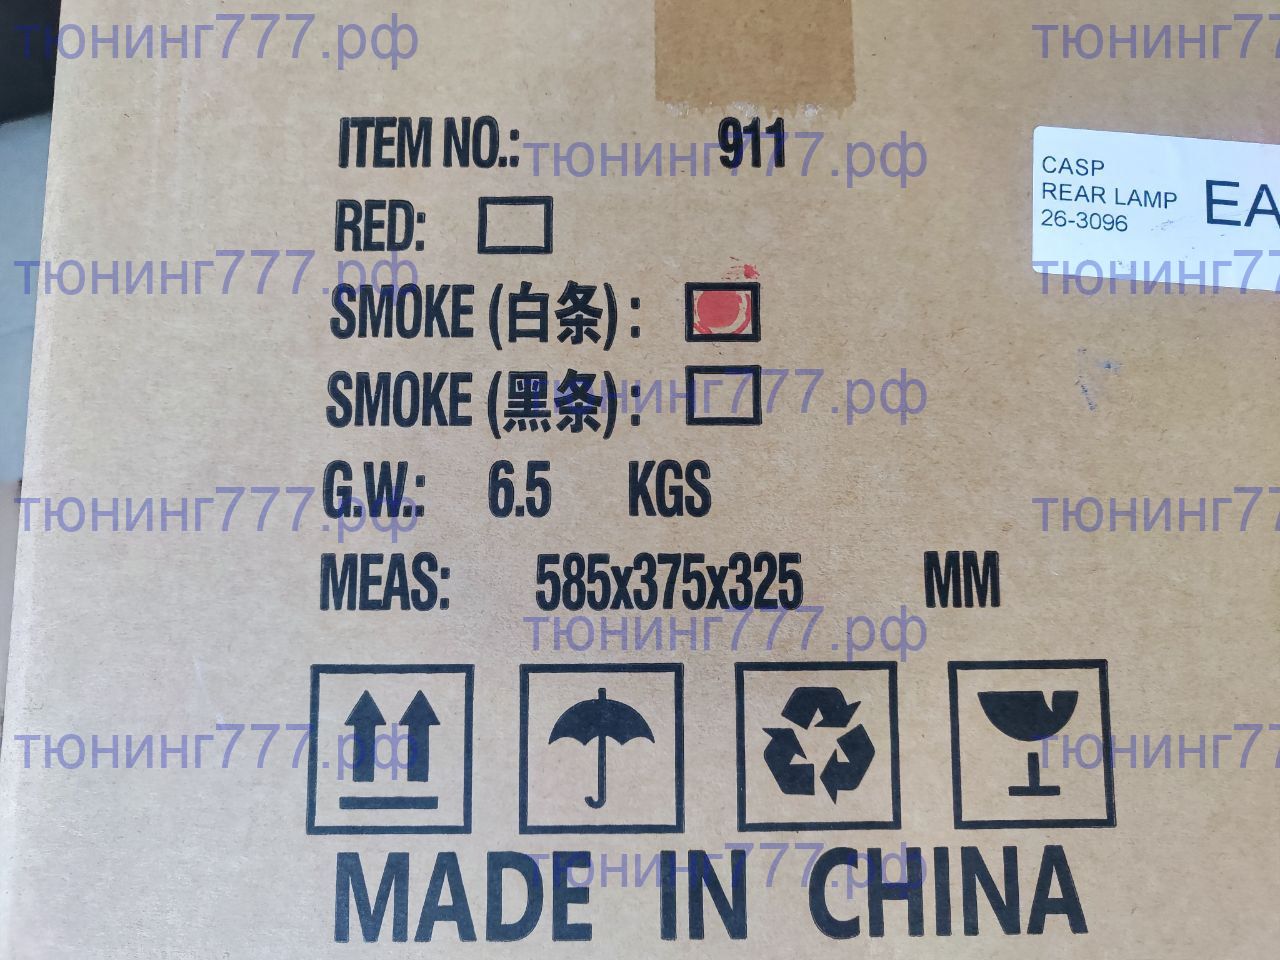 ITEM NO.: 911
RED:
SMOKE (白条) :
SMOKE (黑条) :
G.W.: 6.5 KGS
MEAS: 585x375x325 MM
MADE IN CHINA
CASP
REAR LAMP
26-3096
EA
тюнинг777.рф
тюнинг77
тюнинг777.рф
тюнинг777.рф
тюнинг77
тюнинг777.рф
тюнинг777.рф
тюнинг77
тюнинг777.рф
тюнинг777.рф
тюнинг77
тюнинг777.рф